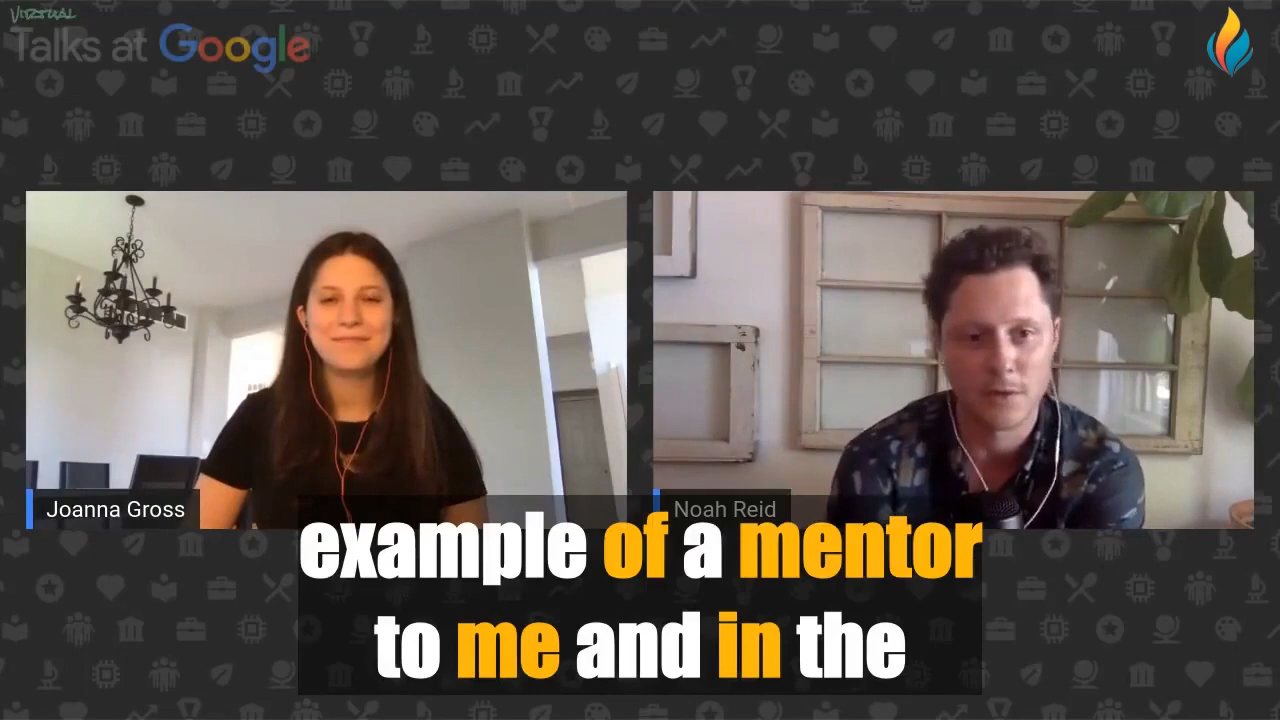 VIRTUAL
Talks at Google
Joanna Gross
Noah Reid
example of a mentor
to me and in the